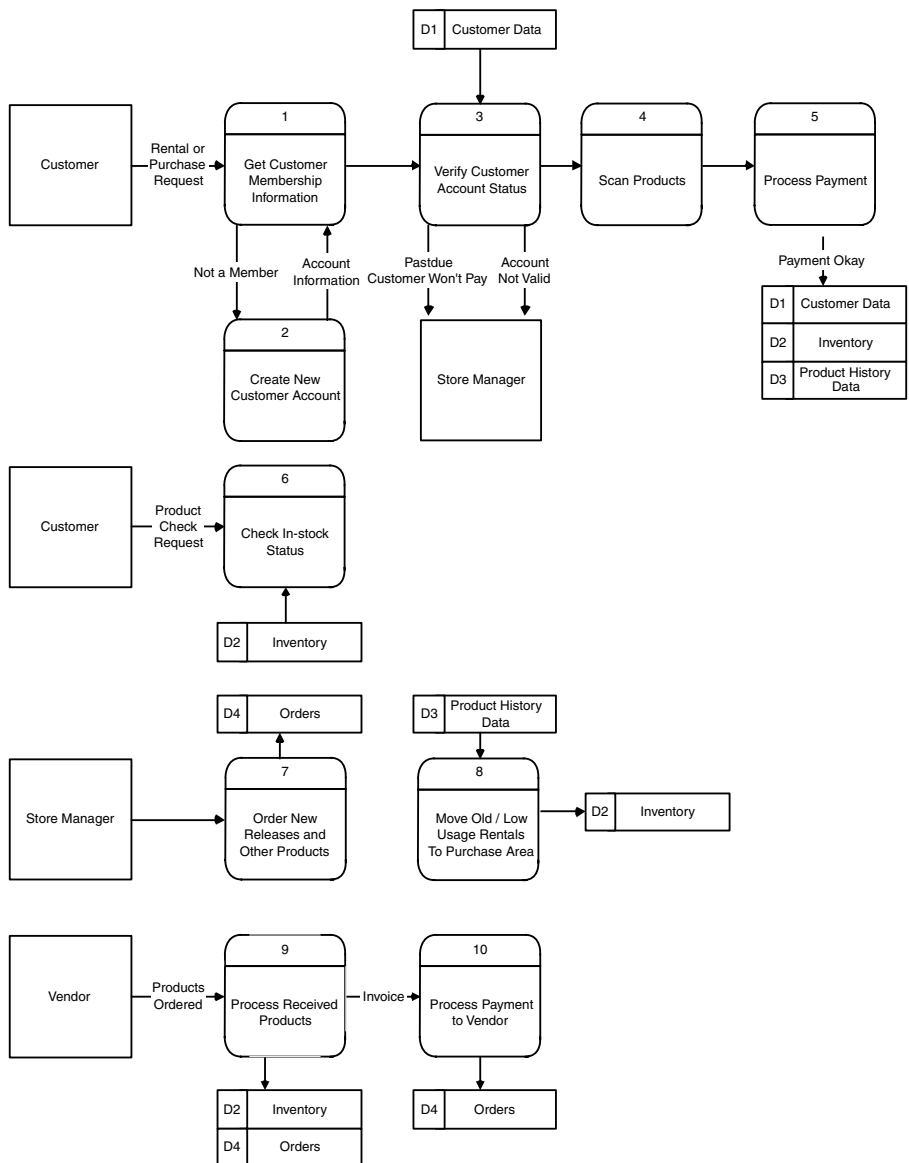 D1 Customer Data
1
3
4
5
Customer
Rental or
Purchase
Request
Get Customer
Membership
Information
Verify Customer
Account Status
Scan Products
Process Payment
Not a Member
Account
Information
Pastdue
Customer Won't Pay
Account
Not Valid
Payment Okay
D1 Customer Data
D2 Inventory
D3 Product History
Data
2
Create New
Customer Account
Store Manager
6
Customer
Product
Check
Request
Check In-stock
Status
D2 Inventory
D4 Orders
D3 Product History
Data
7
8
Store Manager
Order New
Releases and
Other Products
Move Old / Low
Usage Rentals
To Purchase Area
D2 Inventory
9
10
Vendor
Products
Ordered
Process Received
Products
Invoice
Process Payment
to Vendor
D2 Inventory
D4 Orders
D4 Orders